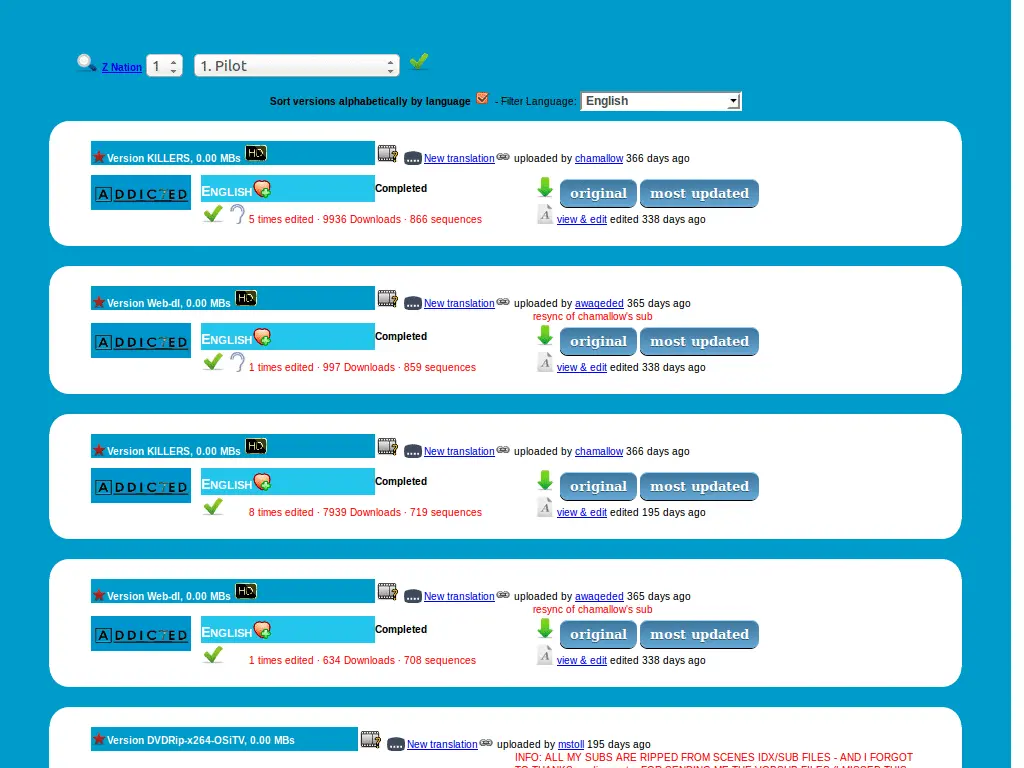 Z Nation 1 1. Pilot
Sort versions alphabetically by language - Filter Language: English
Version KILLERS, 0.00 MBs HD New translation uploaded by chamallow 366 days ago
ADDIC7ED ENGLISH Completed original most updated
5 times edited · 9936 Downloads · 866 sequences view & edit edited 338 days ago
Version Web-dl, 0.00 MBs HD New translation uploaded by awaqeded 365 days ago
resync of chamallow's sub
ADDIC7ED ENGLISH Completed original most updated
1 times edited · 997 Downloads · 859 sequences view & edit edited 338 days ago
Version KILLERS, 0.00 MBs HD New translation uploaded by chamallow 366 days ago
ADDIC7ED ENGLISH Completed original most updated
8 times edited · 7939 Downloads · 719 sequences view & edit edited 195 days ago
Version Web-dl, 0.00 MBs HD New translation uploaded by awaqeded 365 days ago
resync of chamallow's sub
ADDIC7ED ENGLISH Completed original most updated
1 times edited · 634 Downloads · 708 sequences view & edit edited 338 days ago
Version DVDRip-x264-OSiTV, 0.00 MBs New translation uploaded by mstoll 195 days ago
INFO: ALL MY SUBS ARE RIPPED FROM SCENES IDX/SUB FILES - AND I FORGOT